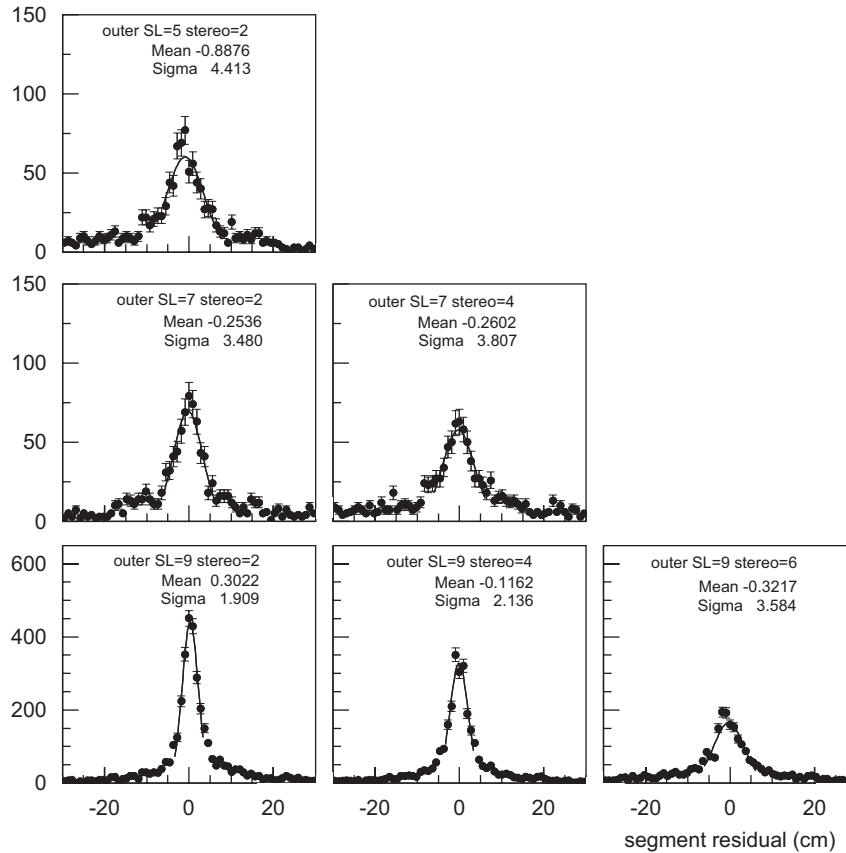 150
outer SL=5 stereo=2
Mean -0.8876
Sigma 4.413
100
50
0
150
outer SL=7 stereo=2
Mean -0.2536
Sigma 3.480
outer SL=7 stereo=4
Mean -0.2602
Sigma 3.807
100
50
0
600
outer SL=9 stereo=2
Mean 0.3022
Sigma 1.909
outer SL=9 stereo=4
Mean -0.1162
Sigma 2.136
outer SL=9 stereo=6
Mean -0.3217
Sigma 3.584
400
200
0
-20 0 20 -20 0 20 -20 0 20
segment residual (cm)